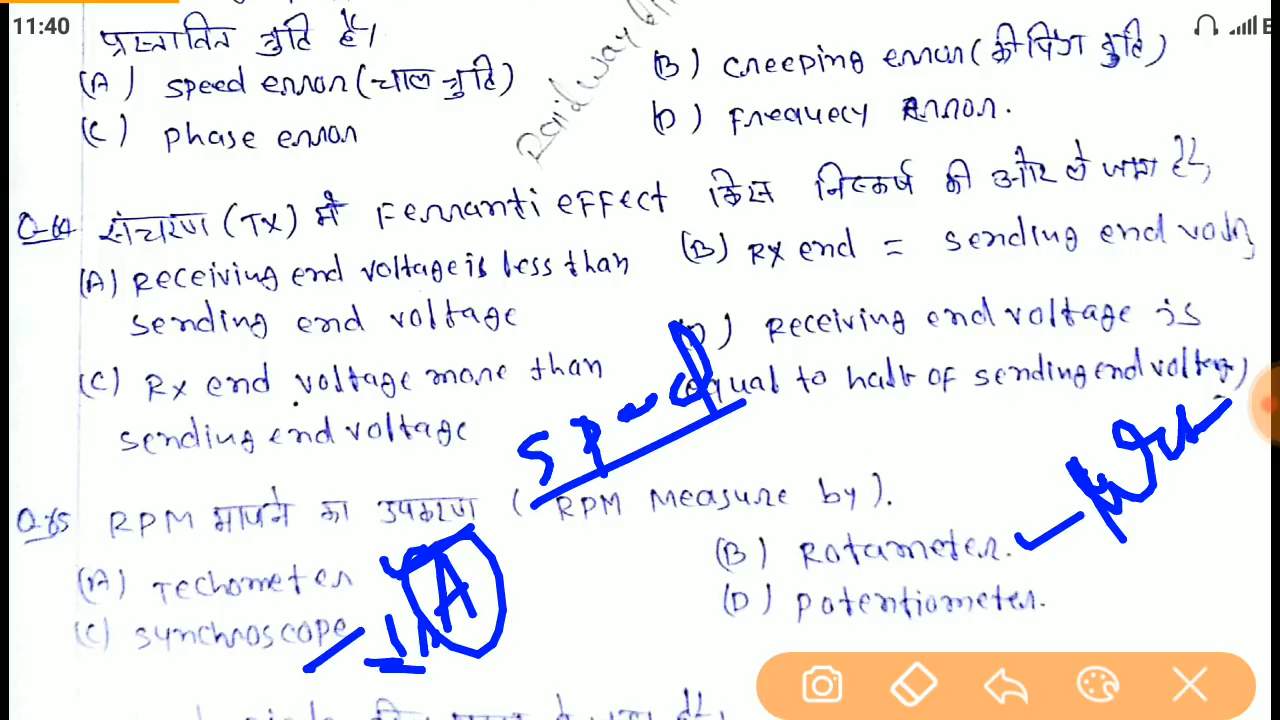 11:40
प्रस्तावित त्रुटि है।
(A) speed error (चाल त्रुटि)
(B) creeping error (क्रीपिंग त्रुटि)
(C) phase error
(D) frequecy error.
Q-64 संचरण (TX) में Ferranti effect किस निष्कर्ष की ओर ले जाता है,
(A) Receiving end voltage is less than sending end voltage
(B) RX end = sending end voltage
(C) RX end voltage more than sending end voltage
(D) Receiving end voltage is equal to half of sending end voltage)
Q-65 RPM मापने का उपकरण (RPM measure by).
(A) Techometer
(B) Rotameter.
(C) synchroscope
(D) potentiometer.
speed
A